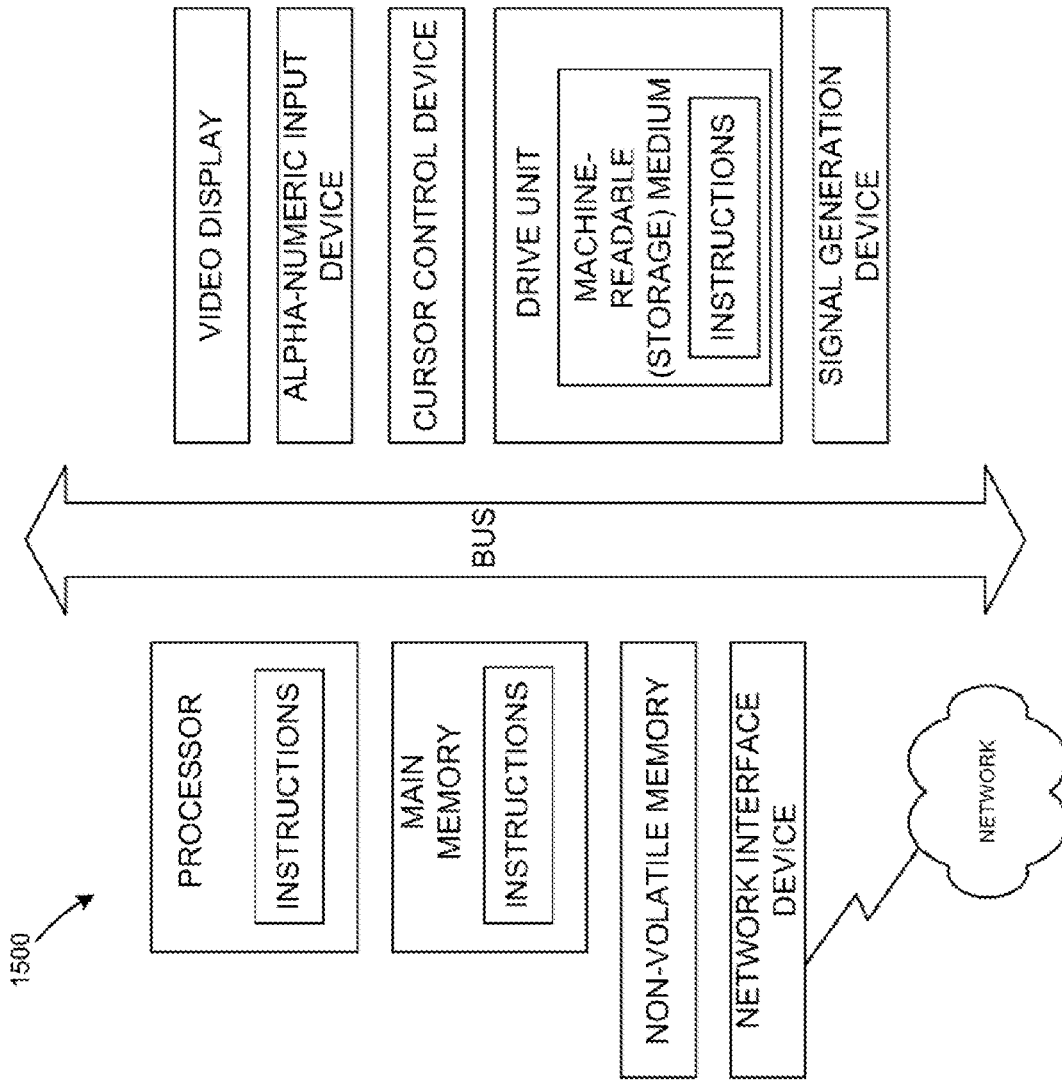 1500
PROCESSOR
INSTRUCTIONS
MAIN
MEMORY
INSTRUCTIONS
NON-VOLATILE MEMORY
NETWORK INTERFACE
DEVICE
NETWORK
BUS
VIDEO DISPLAY
ALPHA-NUMERIC INPUT
DEVICE
CURSOR CONTROL DEVICE
DRIVE UNIT
MACHINE-
READABLE
(STORAGE) MEDIUM
INSTRUCTIONS
SIGNAL GENERATION
DEVICE